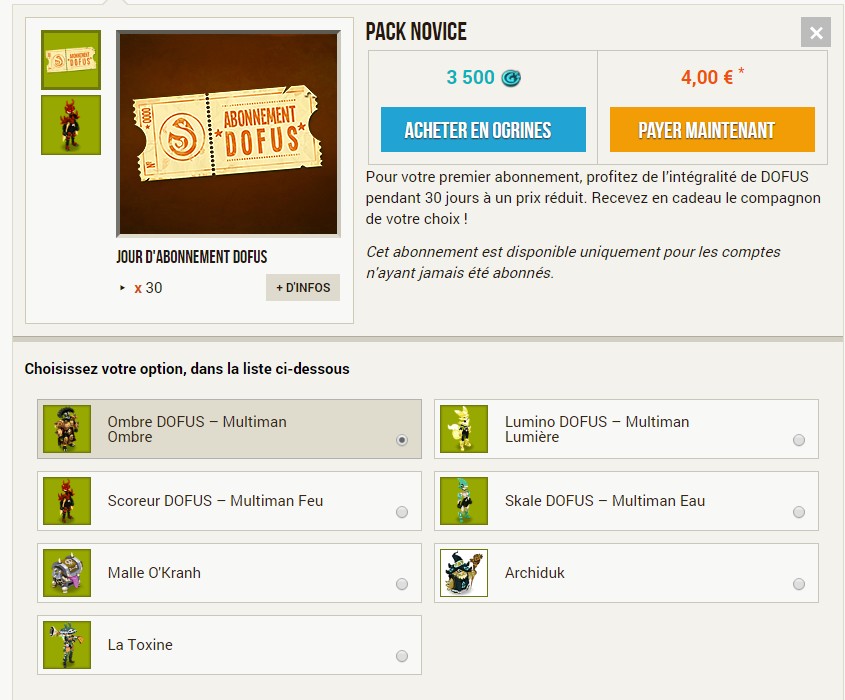 PACK NOVICE
3 500
4,00 € *
ACHETER EN OGRINES
PAYER MAINTENANT
Pour votre premier abonnement, profitez de l'intégralité de DOFUS
pendant 30 jours à un prix réduit. Recevez en cadeau le compagnon
de votre choix !
Cet abonnement est disponible uniquement pour les comptes
n'ayant jamais été abonnés.
ABONNEMENT
DOFUS
N° 0001
ABONNEMENT
*DOFUS*
JOUR D'ABONNEMENT DOFUS
x 30
+ D'INFOS
Choisissez votre option, dans la liste ci-dessous
Ombre DOFUS – Multiman
Ombre
Lumino DOFUS – Multiman
Lumière
Scoreur DOFUS – Multiman Feu
Skale DOFUS – Multiman Eau
Malle O'Kranh
Archiduk
La Toxine